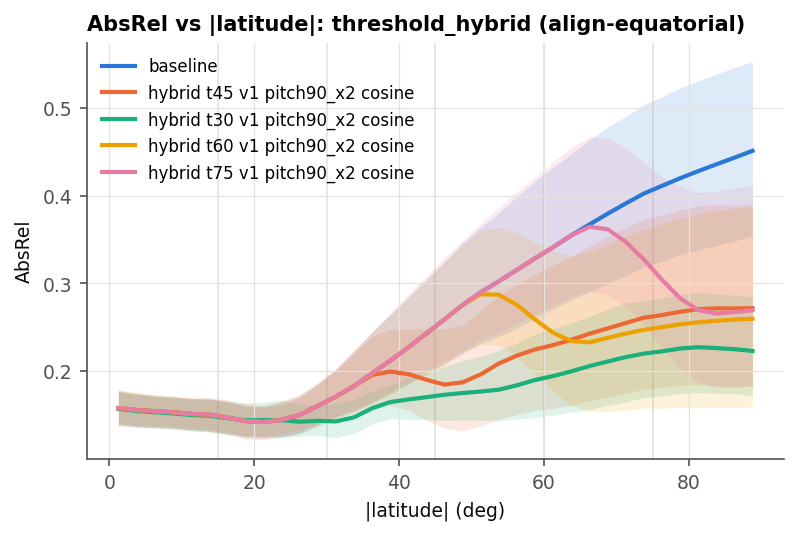 AbsRel vs |latitude|: threshold_hybrid (align-equatorial)
baseline
hybrid t45 v1 pitch90_x2 cosine
hybrid t30 v1 pitch90_x2 cosine
hybrid t60 v1 pitch90_x2 cosine
hybrid t75 v1 pitch90_x2 cosine
AbsRel
0.5
0.4
0.3
0.2
0 20 40 60 80
|latitude| (deg)